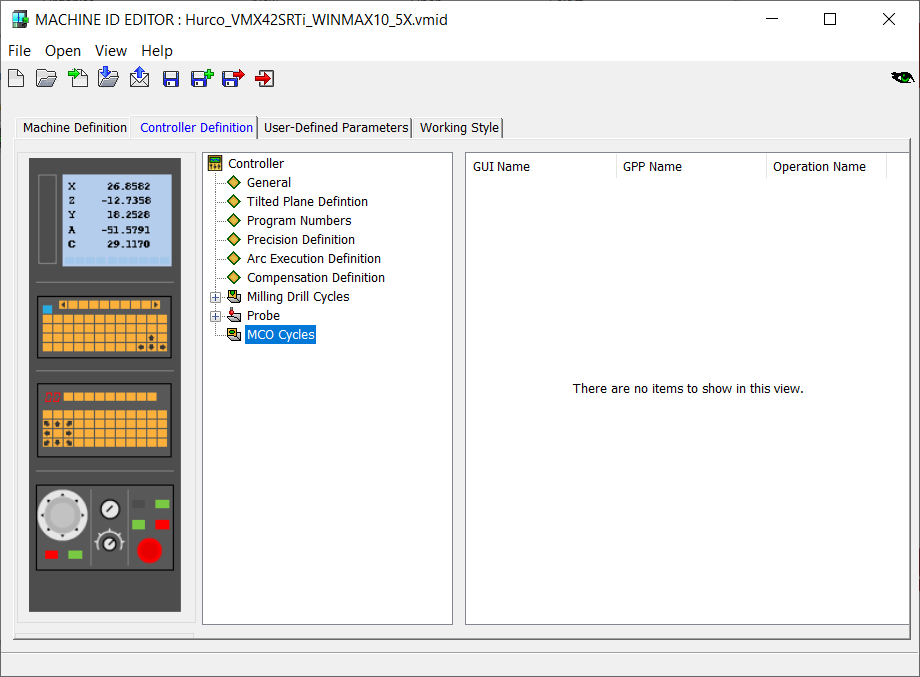 MACHINE ID EDITOR : Hurco_VMX42SRTi_WINMAX10_5X.vmid
File Open View Help
Machine Definition Controller Definition User-Defined Parameters Working Style
X 26.8582
Z -12.7358
Y 18.2528
A -51.5791
C 29.1170
Controller
General
Tilted Plane Defintion
Program Numbers
Precision Definition
Arc Execution Definition
Compensation Definition
Milling Drill Cycles
Probe
MCO Cycles
GUI Name GPP Name Operation Name
There are no items to show in this view.